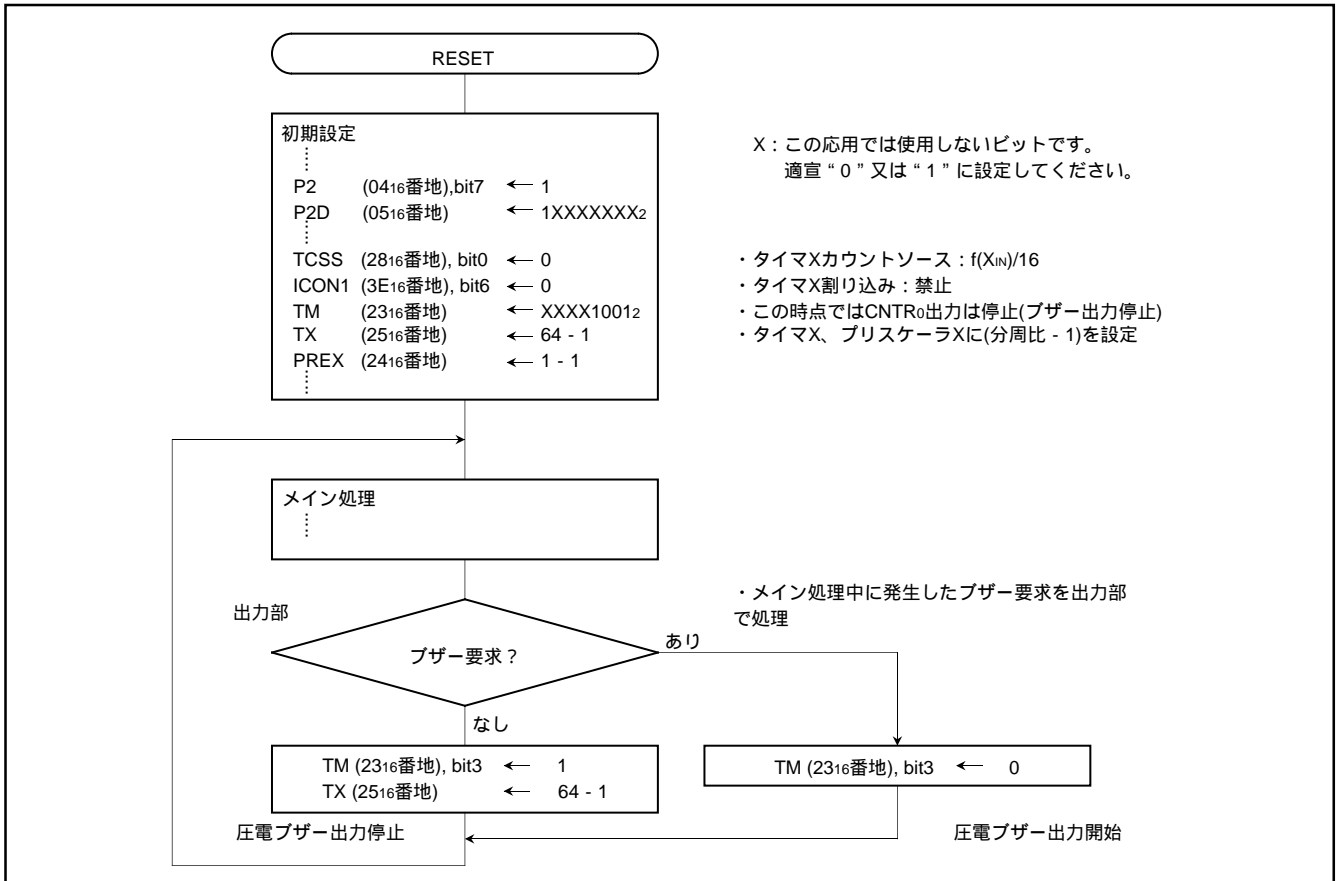 RESET
初期設定
P2 (0416番地),bit7 ← 1
P2D (0516番地) ← 1XXXXXXX2
TCSS (2816番地), bit0 ← 0
ICON1 (3E16番地), bit6 ← 0
TM (2316番地) ← XXXX10012
TX (2516番地) ← 64 - 1
PREX (2416番地) ← 1 - 1
X：この応用では使用しないビットです。
適宣“0”又は“1”に設定してください。
・タイマXカウントソース：f(XIN)/16
・タイマX割り込み：禁止
・この時点ではCNTR0出力は停止(ブザー出力停止)
・タイマX、プリスケーラXに(分周比 - 1)を設定
メイン処理
・メイン処理中に発生したブザー要求を出力部
で処理
出力部
ブザー要求？
あり
なし
TM (2316番地), bit3 ← 1
TX (2516番地) ← 64 - 1
TM (2316番地), bit3 ← 0
圧電ブザー出力停止
圧電ブザー出力開始